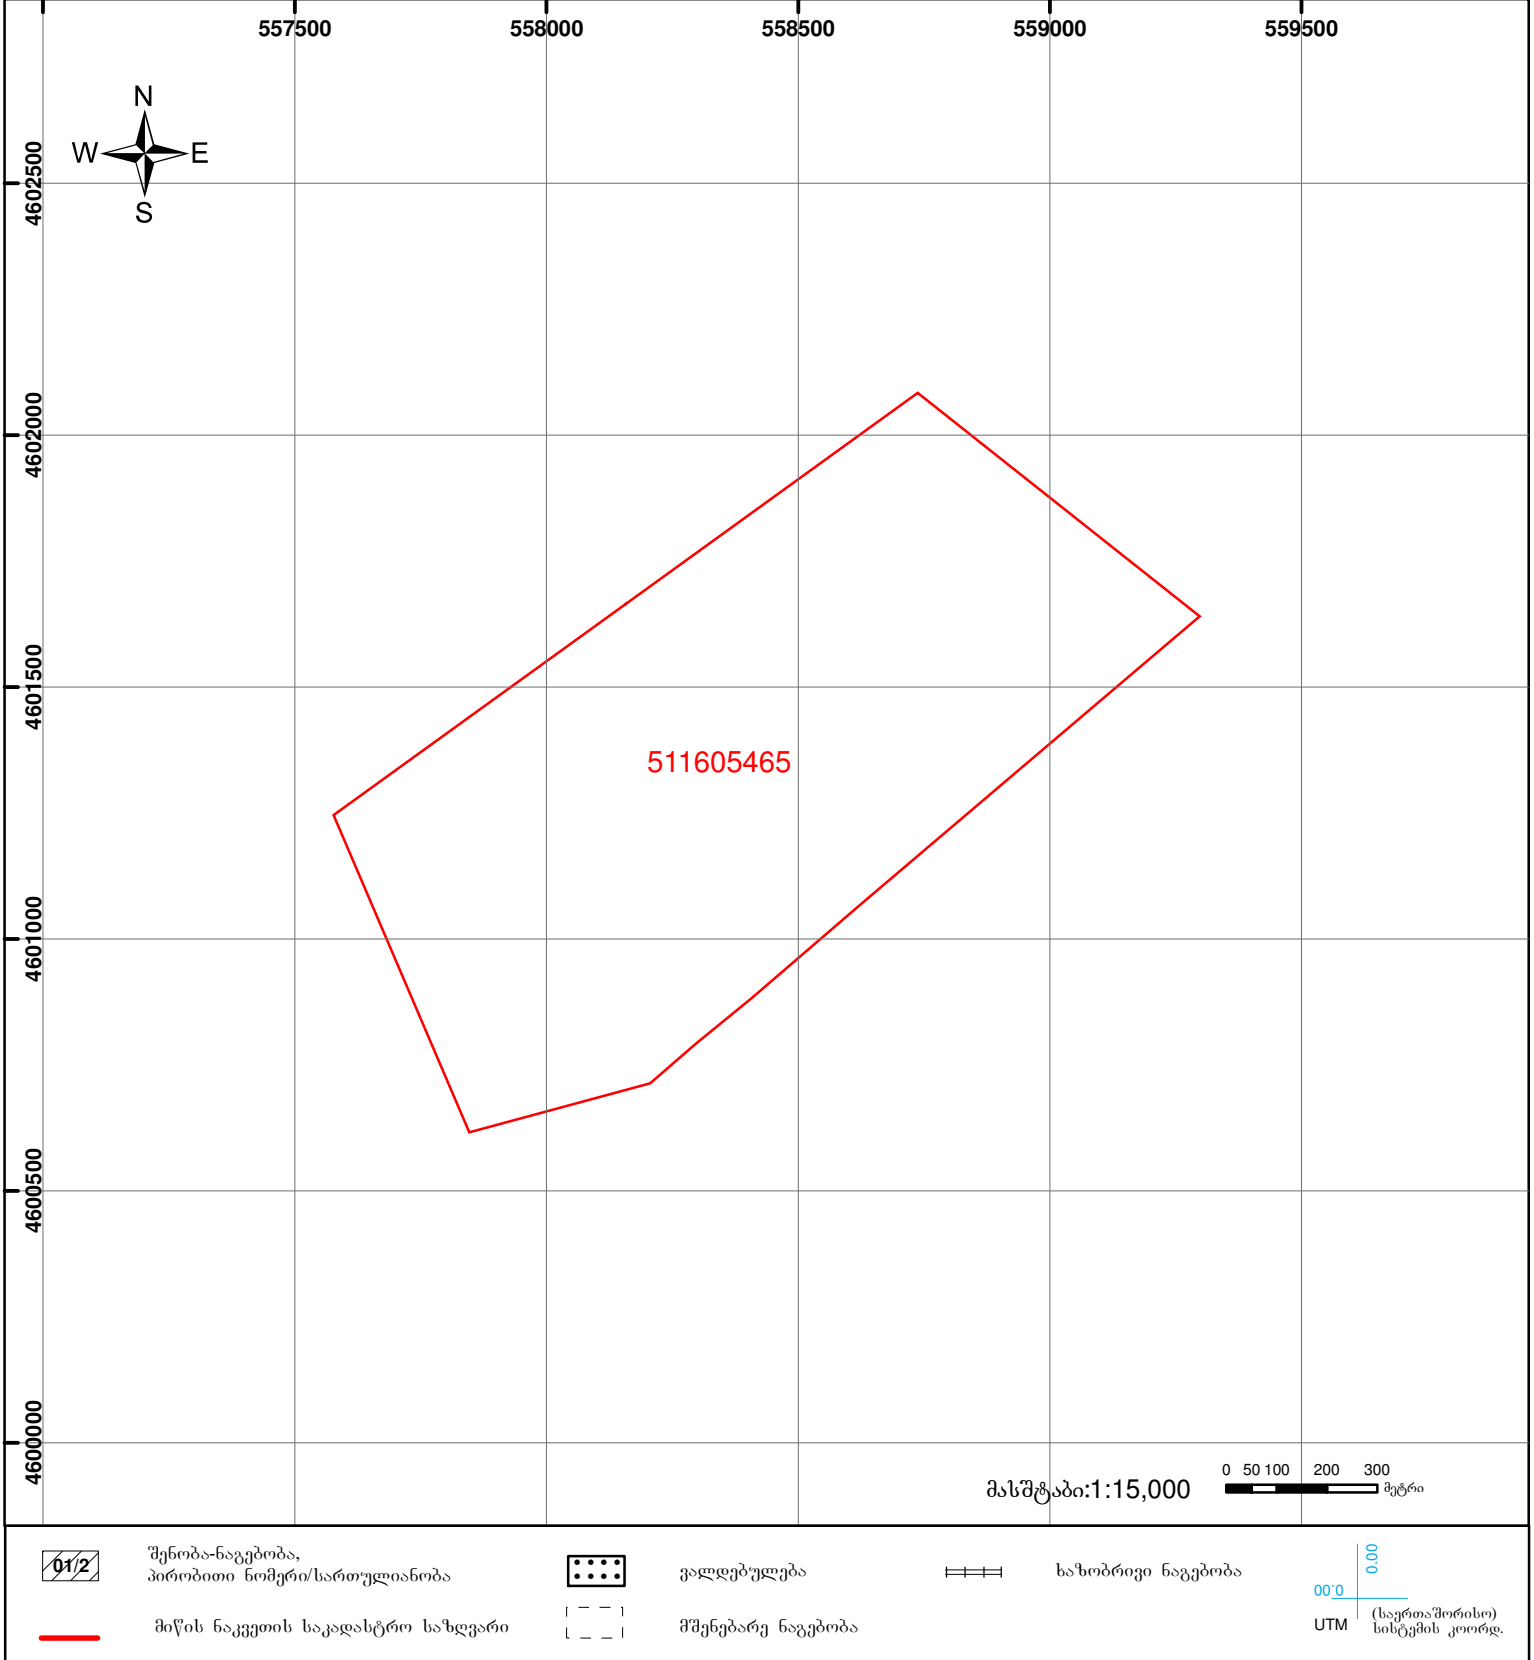 557500 558000 558500 559000 559500
N
W E
S
4602500
4602000
4601500
4601000
4600500
4600000
511605465
მასშტაბი:1:15,000
0 50 100 200 300
მეტრი
01/2
შენობა-ნაგებობა,
პირობითი ნომერი/სართულიანობა
ვალდებულება
ხაზობრივი ნაგებობა
მიწის ნაკვეთის საკადასტრო საზღვარი
მშენებარე ნაგებობა
0.00
0.00
UTM
(საერთაშორისო)
სისტემის კოორდ.